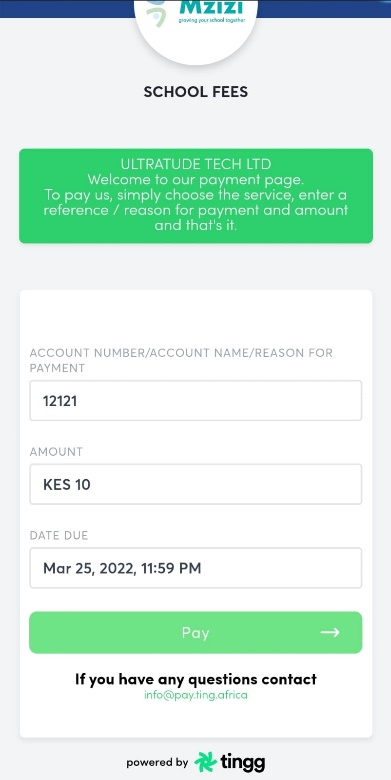 Mzizi
growing your school together
SCHOOL FEES
ULTRATUDE TECH LTD
Welcome to our payment page.
To pay us, simply choose the service, enter a
reference / reason for payment and amount
and that's it.
ACCOUNT NUMBER/ACCOUNT NAME/REASON FOR
PAYMENT
12121
AMOUNT
KES 10
DATE DUE
Mar 25, 2022, 11:59 PM
Pay
If you have any questions contact
info@pay.ting.africa
powered by tingg